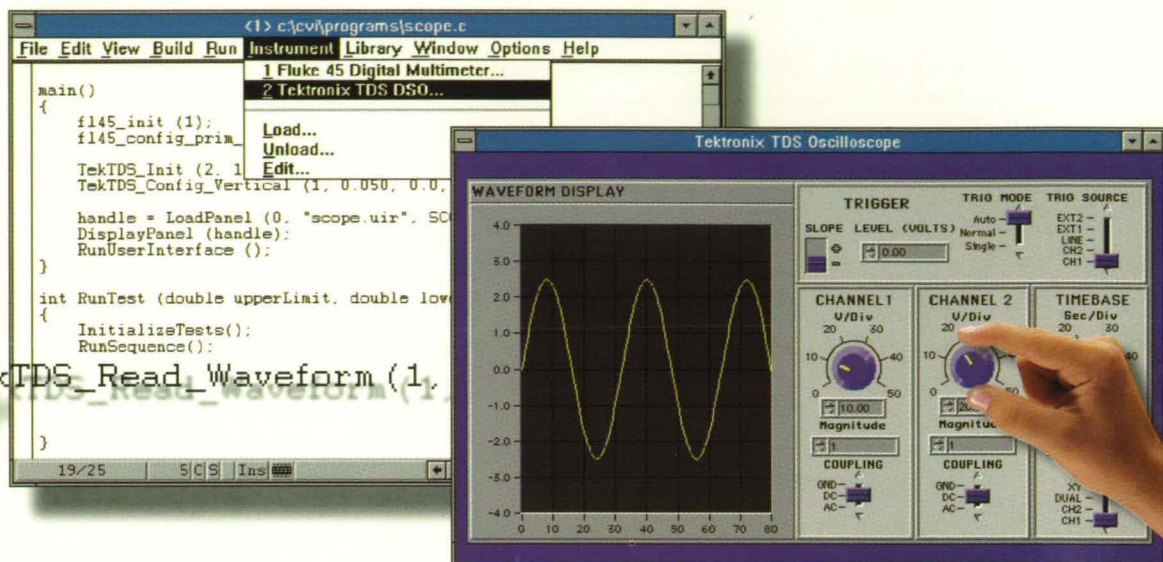 <1> c:\cvi\programs\scope.c
File Edit View Build Run Instrument Library Window Options Help
1 Fluke 45 Digital Multimeter...
2 Tektronix TDS DSO...
Load...
Unload...
Edit...
main()
{
fl45_init (1);
fl45_config_prim_
TekTDS_Init (2, 1
TekTDS_Config_Vertical (1, 0.050, 0.0,
handle = LoadPanel (0, "scope.uir", SCO
DisplayPanel (handle);
RunUserInterface ();
}
int RunTest (double upperLimit, double lowe
{
InitializeTests();
RunSequence();
kTDS_Read_Waveform (1,
}
19/25 5 C S Ins
Tektronix TDS Oscilloscope
WAVEFORM DISPLAY
4.0
3.0
2.0
1.0
0.0
-1.0
-2.0
-3.0
-4.0
0 10 20 30 40 50 60 70 80
TRIGGER
SLOPE
+
-
LEVEL (VOLTS)
0.00
TRIG MODE
Auto
Normal
Single
TRIG SOURCE
EXT2
EXT1
LINE
CH2
CH1
CHANNEL1
V/Div
20 30
10 40
0 50
10.00
Magnitude
1
COUPLING
GND
DC
AC
CHANNEL 2
V/Div
20
10
0
Magnitu
1
COUPLING
GND
DC
AC
TIMEBASE
Sec/Div
20 30
XY
DUAL
CH2
CH1